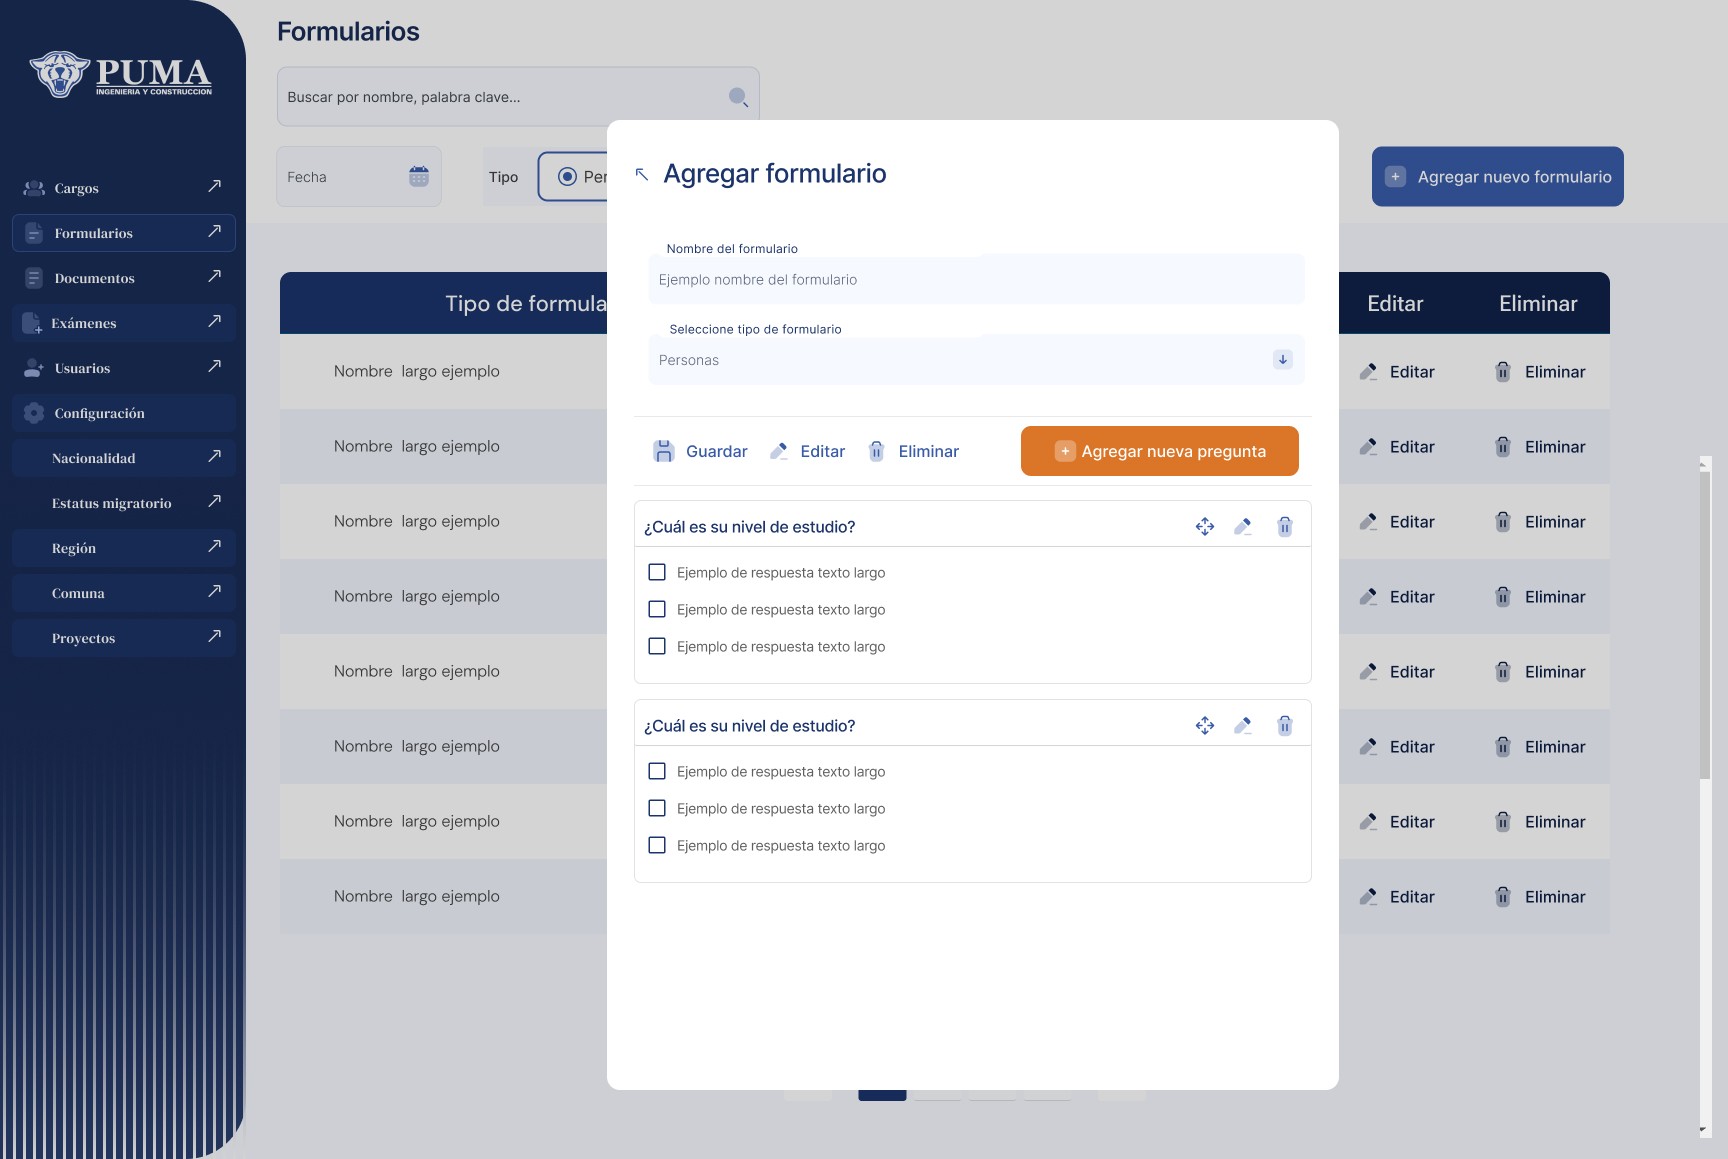 PUMA
INGENIERIA Y CONSTRUCCION
Cargos
Formularios
Documentos
Exámenes
Usuarios
Configuración
Nacionalidad
Estatus migratorio
Región
Comuna
Proyectos
Formularios
Buscar por nombre, palabra clave...
Fecha
Tipo
Per
Agregar nuevo formulario
Tipo de formula
Editar
Eliminar
Nombre largo ejemplo
Editar
Eliminar
Nombre largo ejemplo
Editar
Eliminar
Nombre largo ejemplo
Editar
Eliminar
Nombre largo ejemplo
Editar
Eliminar
Nombre largo ejemplo
Editar
Eliminar
Nombre largo ejemplo
Editar
Eliminar
Nombre largo ejemplo
Editar
Eliminar
Nombre largo ejemplo
Editar
Eliminar
Agregar formulario
Nombre del formulario
Ejemplo nombre del formulario
Seleccione tipo de formulario
Personas
Guardar
Editar
Eliminar
Agregar nueva pregunta
¿Cuál es su nivel de estudio?
Ejemplo de respuesta texto largo
Ejemplo de respuesta texto largo
Ejemplo de respuesta texto largo
¿Cuál es su nivel de estudio?
Ejemplo de respuesta texto largo
Ejemplo de respuesta texto largo
Ejemplo de respuesta texto largo